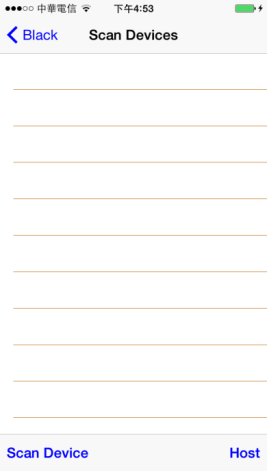 中華電信 下午4:53
Black Scan Devices
Scan Device Host